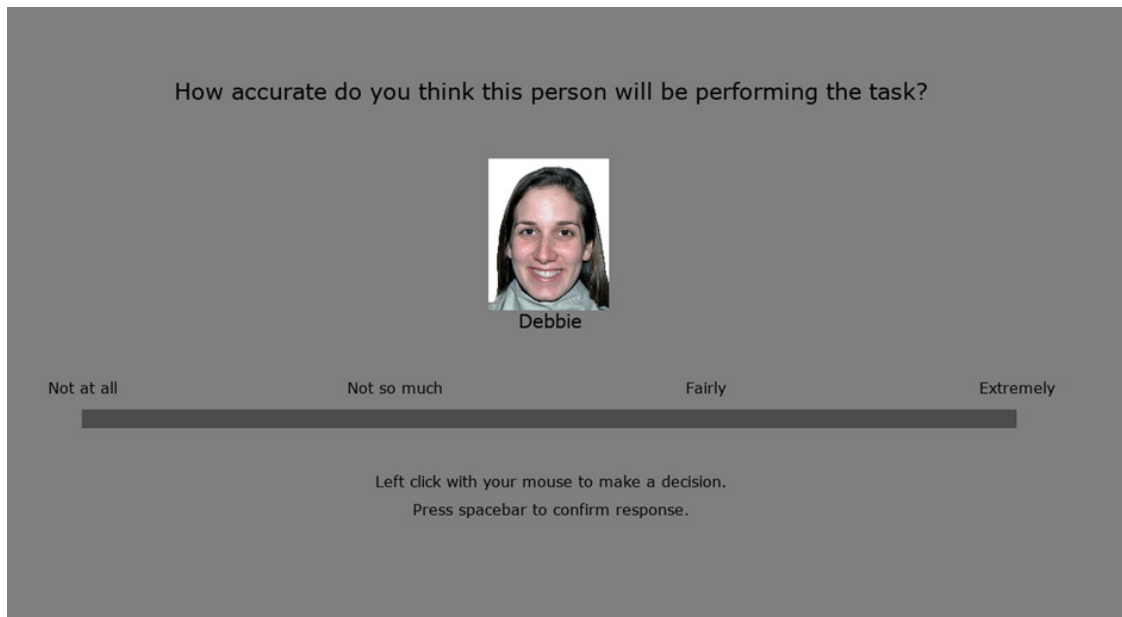 How accurate do you think this person will be performing the task?
Debbie
Not at all Not so much Fairly Extremely
Left click with your mouse to make a decision.
Press spacebar to confirm response.